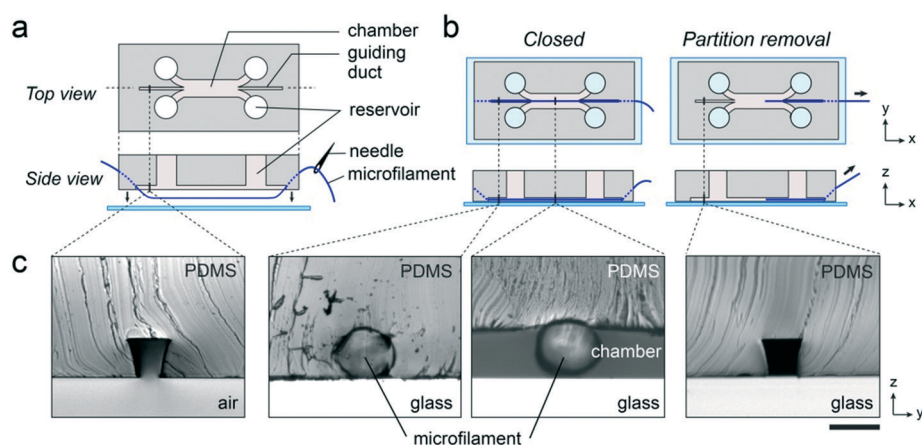 a
chamber
guiding
duct
Top view
reservoir
Side view
needle
microfilament
b
Closed
Partition removal
y
x
z
x
c
PDMS
air
PDMS
glass
PDMS
chamber
glass
PDMS
glass
microfilament
z
y